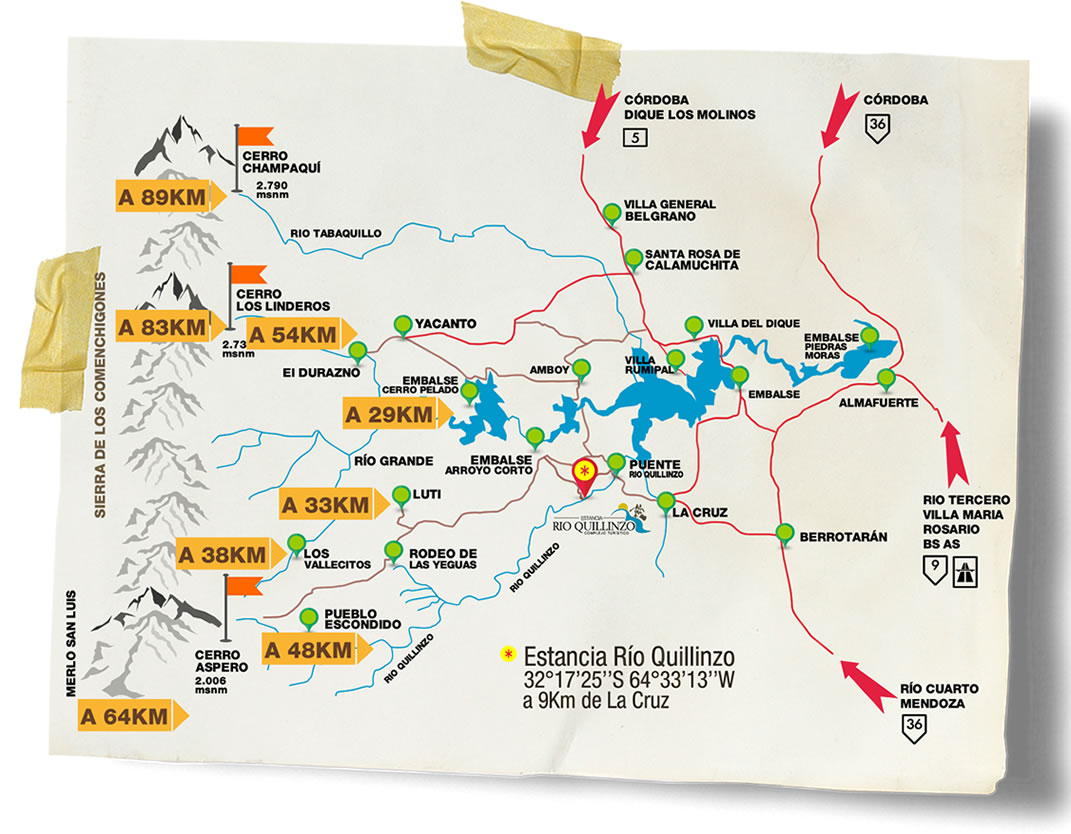 CÓRDOBA
DIQUE LOS MOLINOS
5
CÓRDOBA
36
CERRO
CHAMPAQUÍ
2.790
msnm
A 89KM
RIO TABAQUILLO
VILLA GENERAL
BELGRANO
SANTA ROSA DE
CALAMUCHITA
SIERRA DE LOS COMENCHIGONES
CERRO
LOS LINDEROS
A 83KM
2.73
msnm
A 54KM
YACANTO
El DURAZNO
VILLA DEL DIQUE
EMBALSE
PIEDRAS
MORAS
VILLA
RUMIPAL
AMBOY
EMBALSE
CERRO PELADO
A 29KM
EMBALSE
ALMAFUERTE
RÍO GRANDE
EMBALSE
ARROYO CORTO
PUENTE
RIO QUILLINZO
LUTI
A 33KM
ESTANCIA
RIO QUILLINZO
COMPLEJO TURÍSTICO
LA CRUZ
RIO TERCERO
VILLA MARIA
ROSARIO
BS AS
9
BERROTARÁN
A 38KM
LOS
VALLECITOS
RODEO DE
LAS YEGUAS
RIO QUILLINZO
MERLO SAN LUIS
PUEBLO
ESCONDIDO
A 48KM
RIO QUILLINZO
CERRO
ASPERO
2.006
msnm
A 64KM
* Estancia Río Quillinzo
32°17'25''S 64°33'13''W
a 9Km de La Cruz
RÍO CUARTO
MENDOZA
36